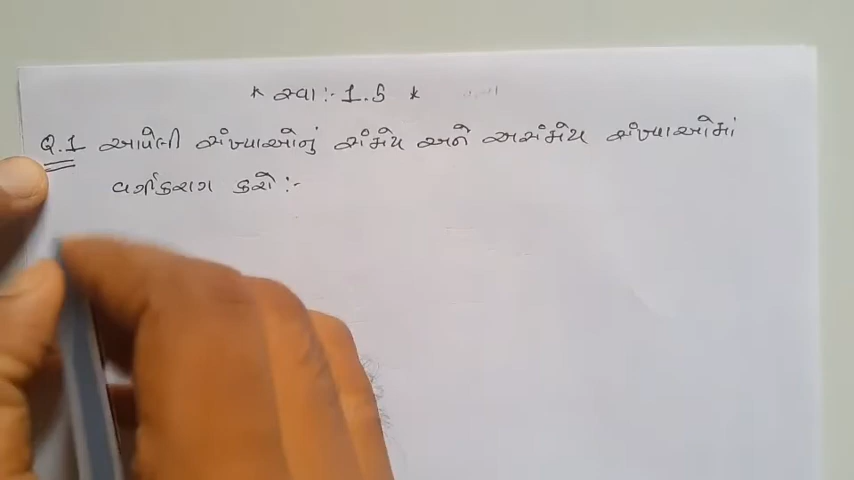 * સ્વા :- 1.5 *
Q.1 આપેલી સંખ્યાઓનું સંમેય અને અસંમેય સંખ્યાઓમાં
વર્ગીકરણ કરો :-